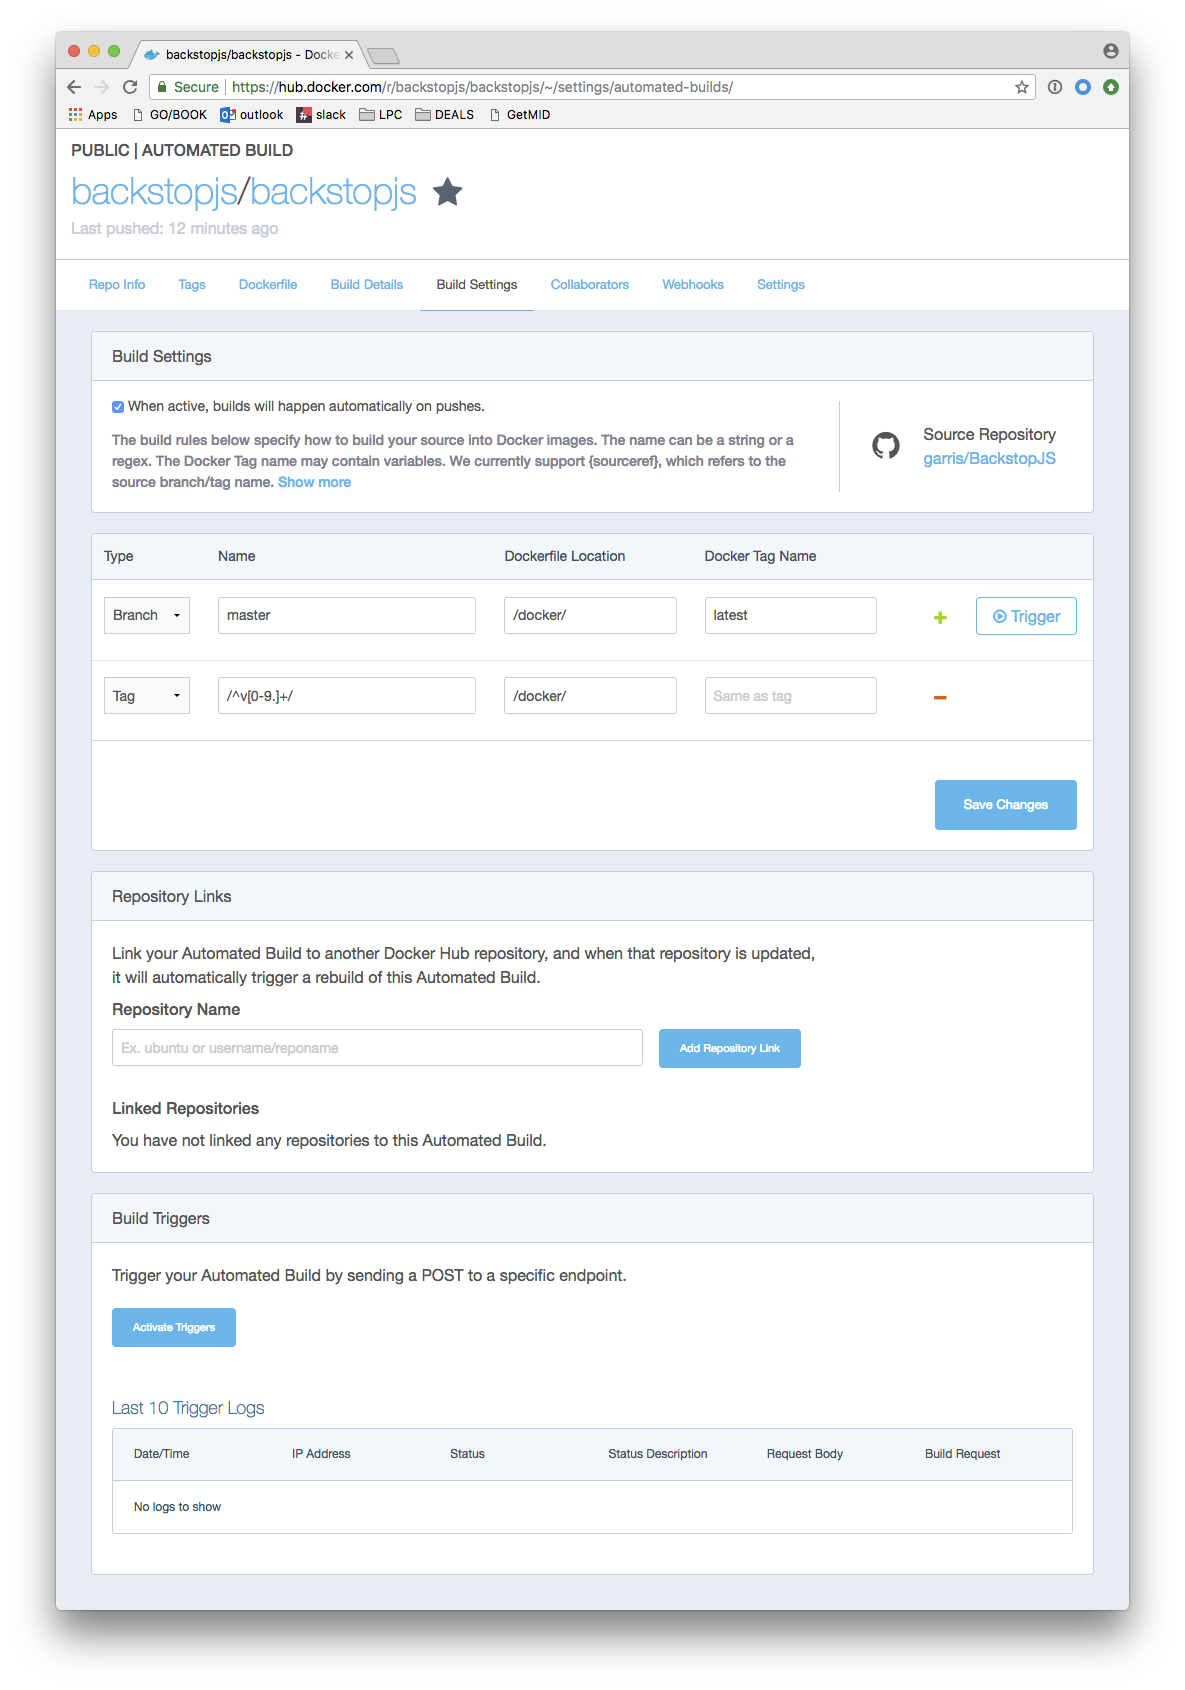 backstopjs/backstopjs - Docke
Secure | https://hub.docker.com/r/backstopjs/backstopjs/~/settings/automated-builds/
Apps GO/BOOK outlook slack LPC DEALS GetMID
PUBLIC | AUTOMATED BUILD
backstopjs/backstopjs
Last pushed: 12 minutes ago
Repo Info Tags Dockerfile Build Details Build Settings Collaborators Webhooks Settings
Build Settings
When active, builds will happen automatically on pushes.
The build rules below specify how to build your source into Docker images. The name can be a string or a
regex. The Docker Tag name may contain variables. We currently support {sourceref}, which refers to the
source branch/tag name. Show more
Source Repository
garris/BackstopJS
Type Name Dockerfile Location Docker Tag Name
Branch master /docker/ latest + Trigger
Tag /^v[0-9.]+/ /docker/ Same as tag −
Save Changes
Repository Links
Link your Automated Build to another Docker Hub repository, and when that repository is updated,
it will automatically trigger a rebuild of this Automated Build.
Repository Name
Ex. ubuntu or username/reponame Add Repository Link
Linked Repositories
You have not linked any repositories to this Automated Build.
Build Triggers
Trigger your Automated Build by sending a POST to a specific endpoint.
Activate Triggers
Last 10 Trigger Logs
Date/Time IP Address Status Status Description Request Body Build Request
No logs to show